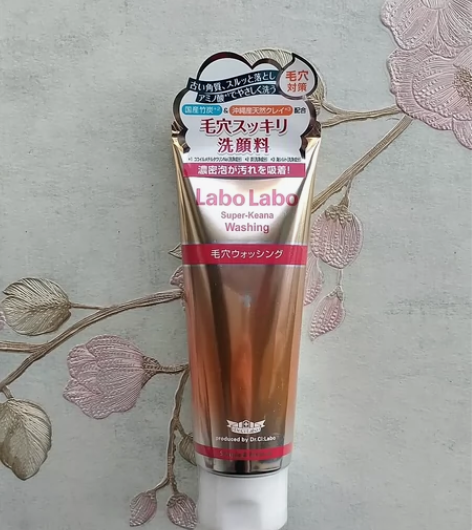 古い角質、スルッと落とし
アミノ酸*¹でやさしく洗う
毛穴
対策
国産竹炭*² & 沖縄産天然クレイ*³ 配合
毛穴スッキリ
洗顔料
濃密泡が汚れを吸着!
Labo Labo
Super-Keana
Washing
毛穴ウォッシング
produced by Dr.Ci:Labo